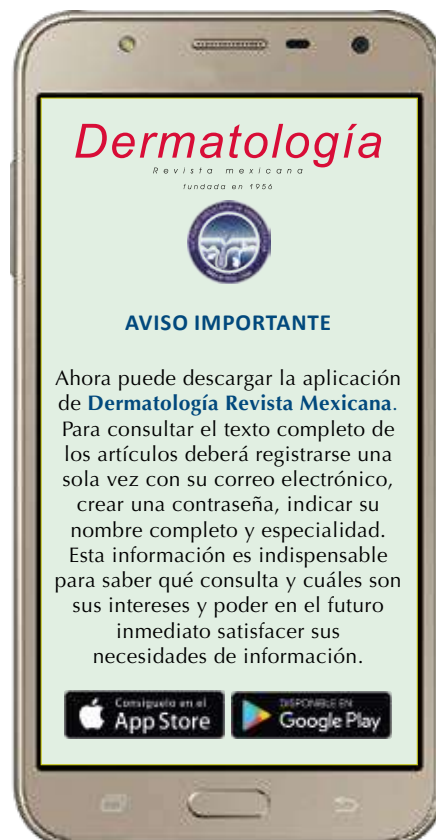 Dermatología
Revista mexicana
fundada en 1956
AVISO IMPORTANTE
Ahora puede descargar la aplicación
de Dermatología Revista Mexicana.
Para consultar el texto completo de
los artículos deberá registrarse una
sola vez con su correo electrónico,
crear una contraseña, indicar su
nombre completo y especialidad.
Esta información es indispensable
para saber qué consulta y cuáles son
sus intereses y poder en el futuro
inmediato satisfacer sus
necesidades de información.
Consíguelo en el
App Store
DISPONIBLE EN
Google Play